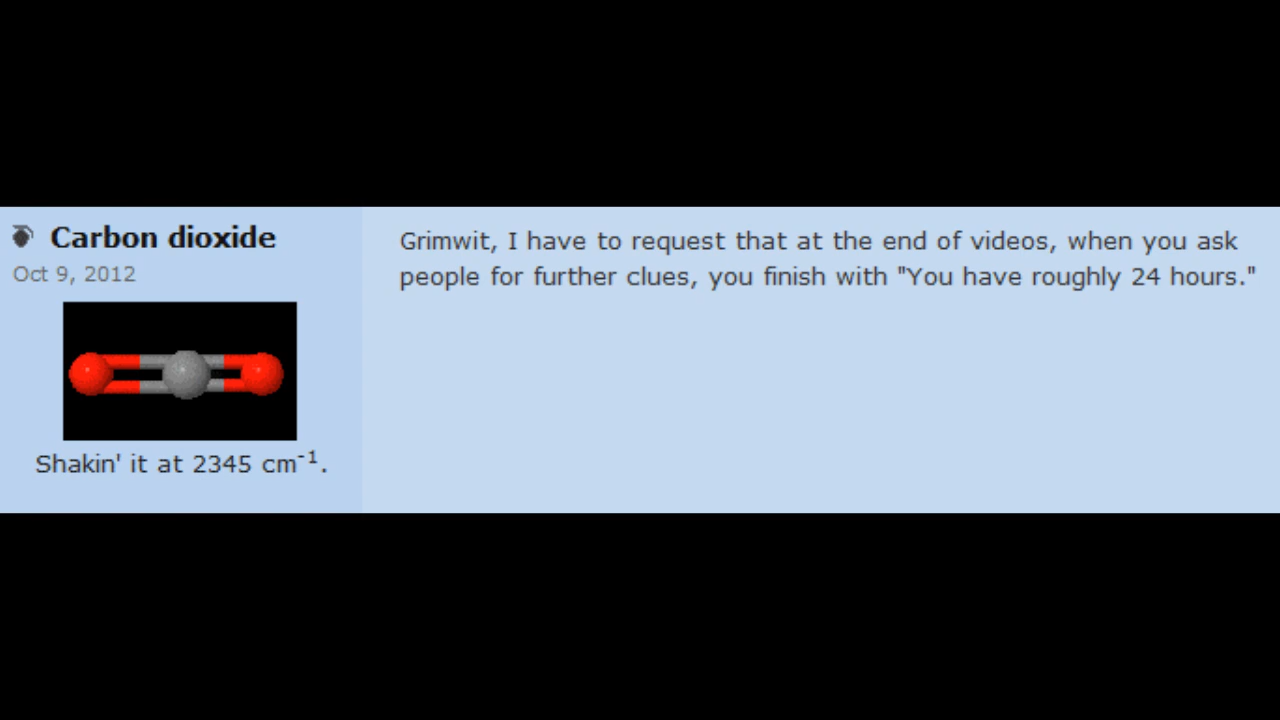 Carbon dioxide
Oct 9, 2012
Shakin' it at 2345 cm⁻¹.
Grimwit, I have to request that at the end of videos, when you ask
people for further clues, you finish with "You have roughly 24 hours."